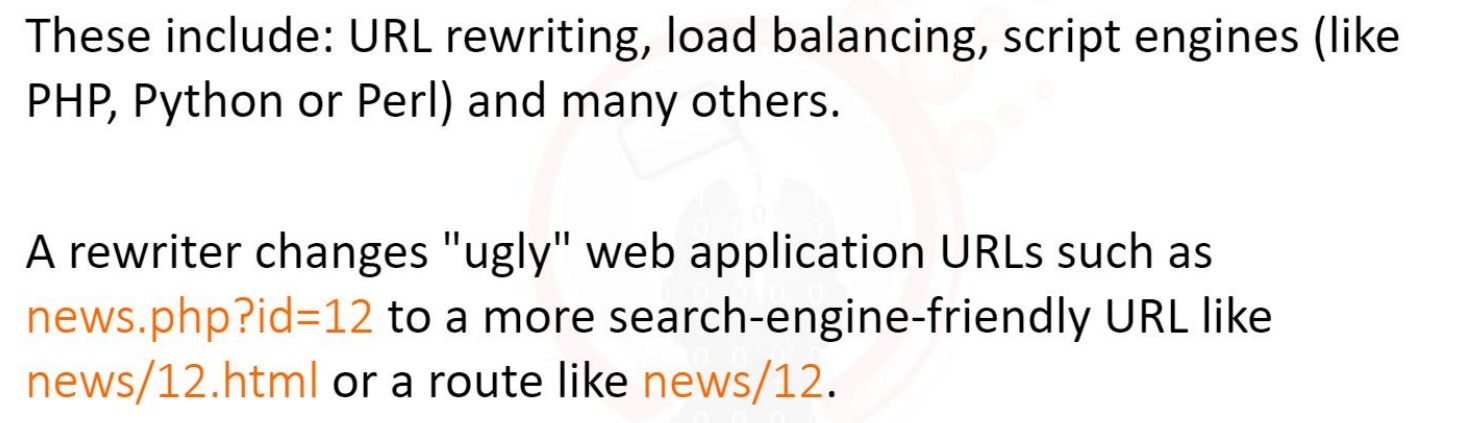 These include: URL rewriting, load balancing, script engines (like
PHP, Python or Perl) and many others.
A rewriter changes "ugly" web application URLs such as
news.php?id=12 to a more search-engine-friendly URL like
news/12.html or a route like news/12.